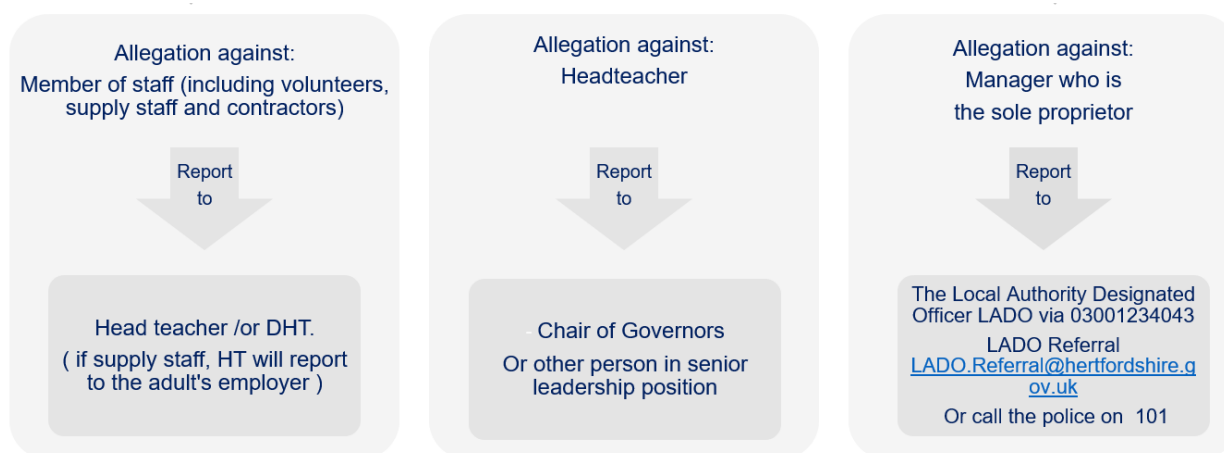 Allegation against:
Member of staff (including volunteers,
supply staff and contractors)
Report
to
Head teacher /or DHT.
( if supply staff, HT will report
to the adult's employer )
Allegation against:
Headteacher
Report
to
- Chair of Governors
Or other person in senior
leadership position
Allegation against:
Manager who is
the sole proprietor
Report
to
The Local Authority Designated
Officer LADO via 03001234043
LADO Referral
LADO.Referral@hertfordshire.g
ov.uk
Or call the police on  101